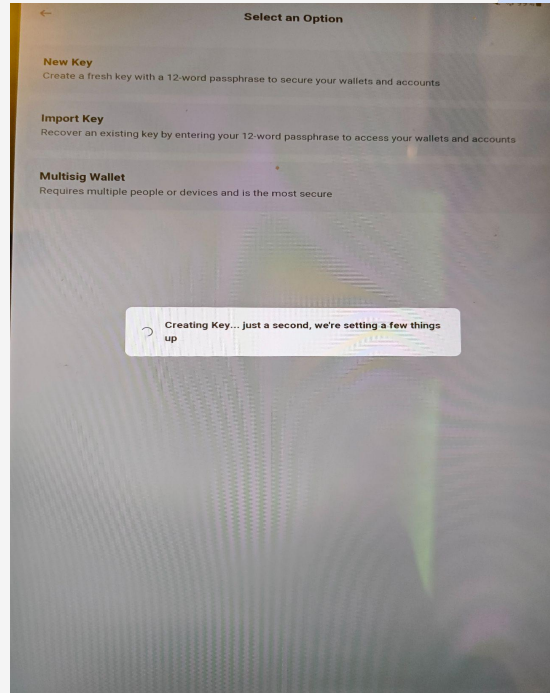 Select an Option
New Key
Create a fresh key with a 12-word passphrase to secure your wallets and accounts
Import Key
Recover an existing key by entering your 12-word passphrase to access your wallets and accounts
Multisig Wallet
Requires multiple people or devices and is the most secure
Creating Key... just a second, we're setting a few things
up